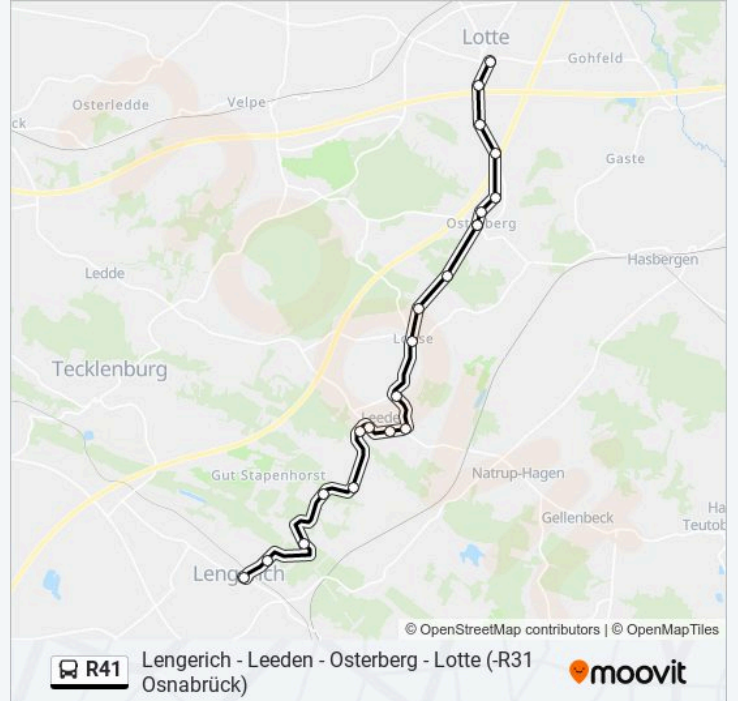 Lotte
Gohfeld
Osterledde
Velpe
ck
Gaste
Osterberg
Ledde
Hasbergen
Tecklenburg
Leeden
Gut Stapenhorst
Natrup-Hagen
Gellenbeck
Ha
Teutob
Lengerich
© OpenStreetMap contributors | © OpenMapTiles
R41
Lengerich - Leeden - Osterberg - Lotte (-R31
Osnabrück)
moovit